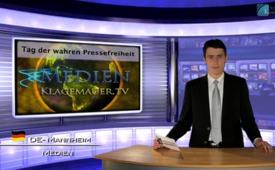 Tag der wahren Pressefreiheit
MEDIEN
KLAGEMAUER.TV
DE- MANNHEIM
MEDIEN